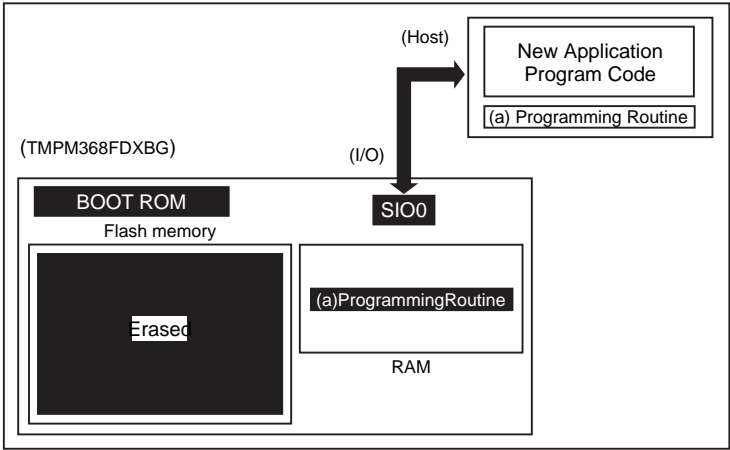 (Host)
New Application
Program Code
(a) Programming Routine
(TMPM368FDXBG)
(I/O)
BOOT ROM
SIO0
Flash memory
(a)ProgrammingRoutine
Erased
RAM